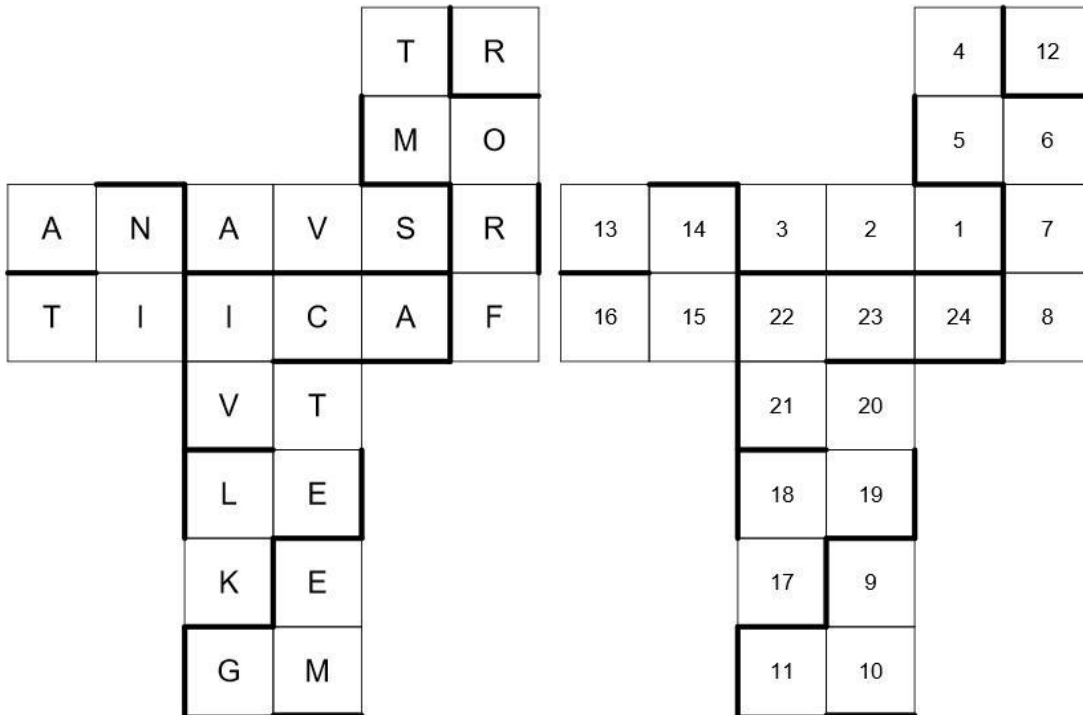 T R 4 12
M O 5 6
A N A V S R 13 14 3 2 1 7
T I I C A F 16 15 22 23 24 8
V T 21 20
L E 18 19
K E 17 9
G M 11 10